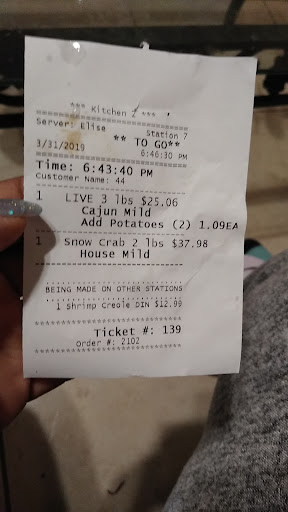 *** Kitchen 2 ***
Server: Elise
Station 7
** TO GO**
3/31/2019
6:46:30 PM
Time: 6:43:40 PM
Customer Name: 44
1 LIVE 3 lbs $25.06
Cajun Mild
Add Potatoes (2) 1.09EA
1 Snow Crab 2 lbs $37.98
House Mild
BEING MADE ON OTHER STATIONS
1 Shrimp Creole DIN $12.99
Ticket #: 139
Order #: 2102